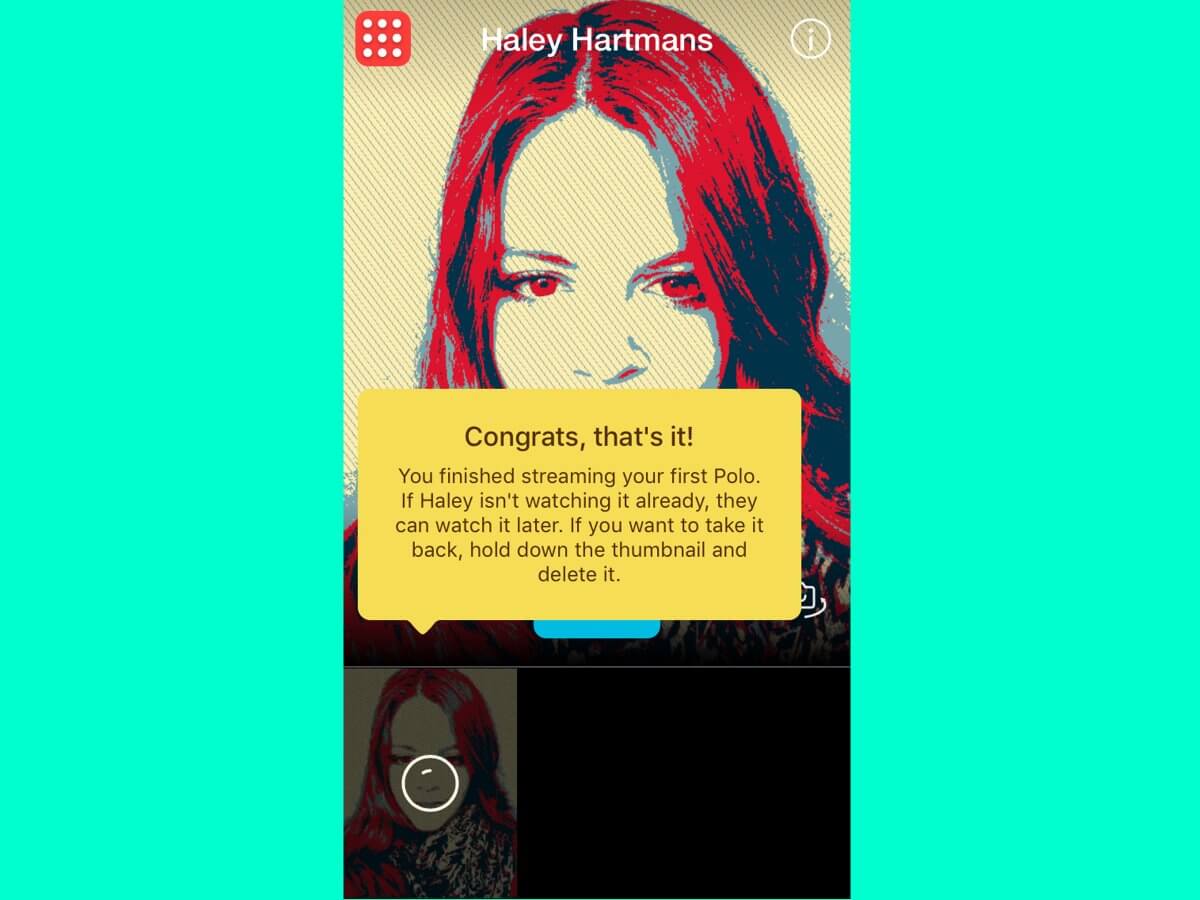 Haley Hartmans
Congrats, that's it!
You finished streaming your first Polo.
If Haley isn't watching it already, they
can watch it later. If you want to take it
back, hold down the thumbnail and
delete it.